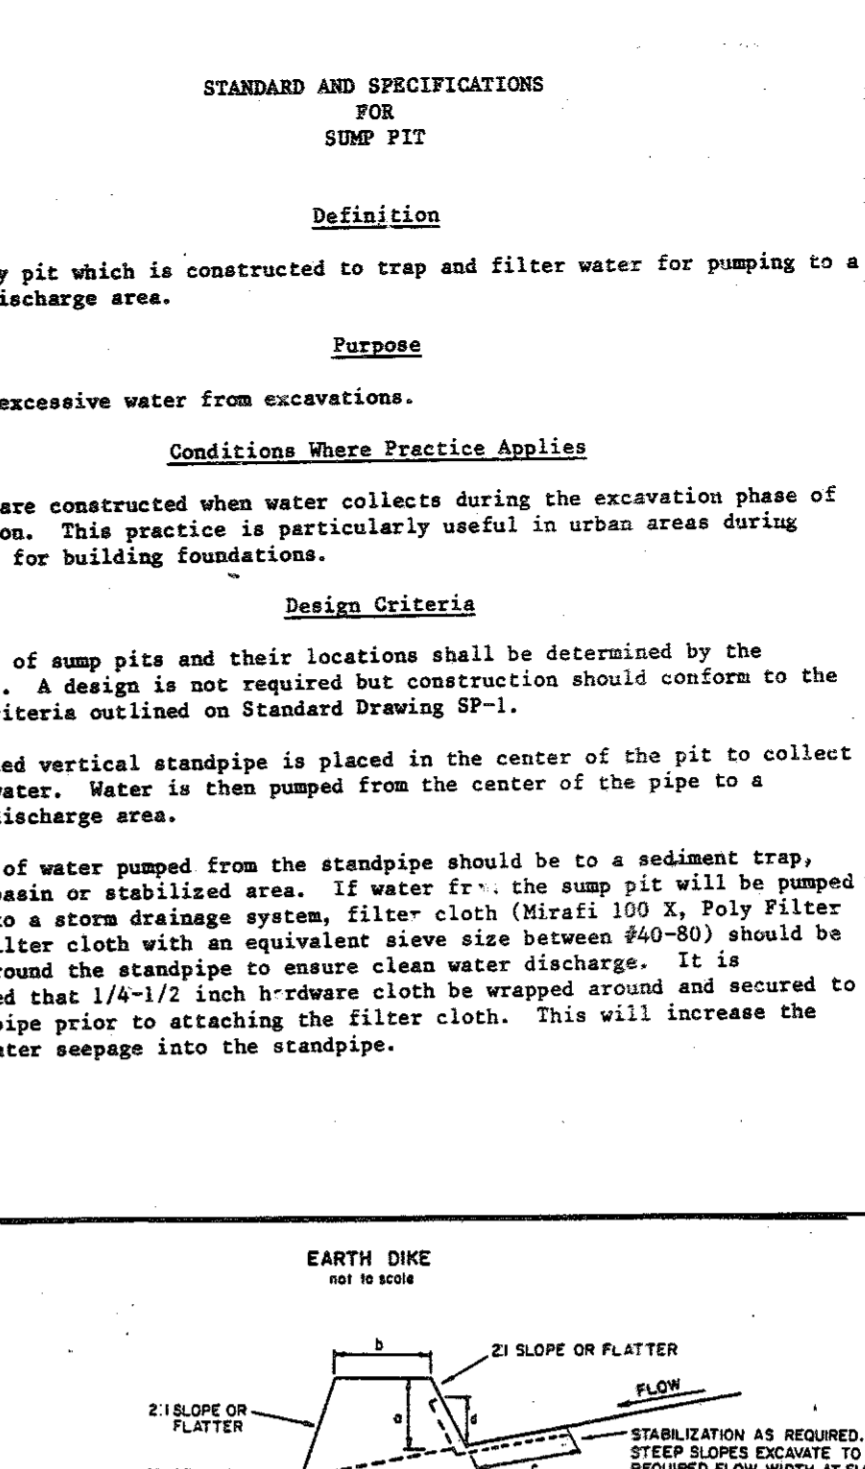 STANDARD AND SPECIFICATIONS
FOR
SUMP PIT
Definition
y pit which is constructed to trap and filter water for pumping to a
ischarge area.
Purpose
excessive water from excavations.
Conditions Where Practice Applies
are constructed when water collects during the excavation phase of
on. This practice is particularly useful in urban areas during
for building foundations.
Design Criteria
of sump pits and their locations shall be determined by the
. A design is not required but construction should conform to the
riteria outlined on Standard Drawing SP-1.
ed vertical standpipe is placed in the center of the pit to collect
water. Water is then pumped from the center of the pipe to a
discharge area.
of water pumped from the standpipe should be to a sediment trap,
basin or stabilized area. If water the sump pit will be pumped
to a storm drainage system, filter cloth (Mirafi 100 X, Poly Filter
ilter cloth with an equivalent sieve size between #40-80) should be
round the standpipe to ensure clean water discharge. It is
ed that 1/4-1/2 inch hardware cloth be wrapped around and secured to
pipe prior to attaching the filter cloth. This will increase the
ater seepage into the standpipe.
EARTH DIKE
not to scale
b
2:1 SLOPE OR FLATTER
FLOW
2:1 SLOPE OR
FLATTER
a
d
STABILIZATION AS REQUIRED.
STEEP SLOPES EXCAVATE TO
REQUIRED FLOW WIDTH AT